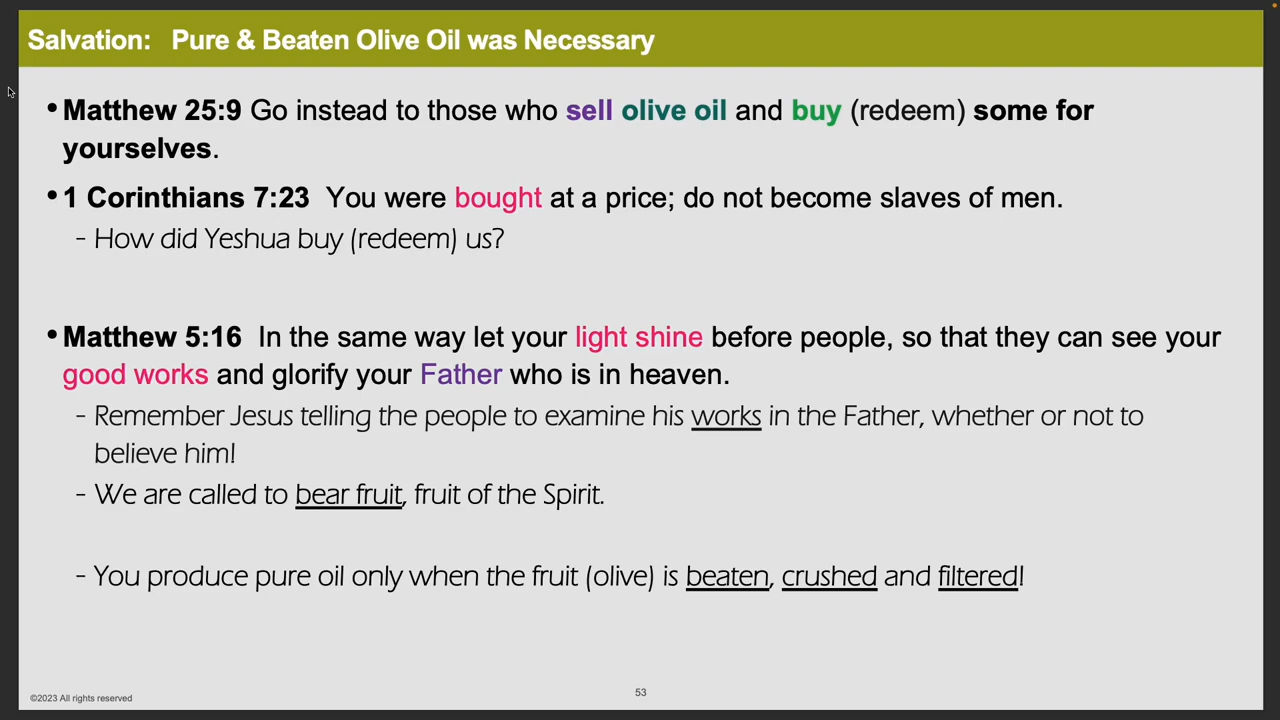 Salvation:   Pure & Beaten Olive Oil was Necessary
• Matthew 25:9 Go instead to those who sell olive oil and buy (redeem) some for
yourselves.
• 1 Corinthians 7:23  You were bought at a price; do not become slaves of men.
- How did Yeshua buy (redeem) us?
• Matthew 5:16  In the same way let your light shine before people, so that they can see your
good works and glorify your Father who is in heaven.
- Remember Jesus telling the people to examine his works in the Father, whether or not to
believe him!
- We are called to bear fruit, fruit of the Spirit.
- You produce pure oil only when the fruit (olive) is beaten, crushed and filtered!
©2023 All rights reserved
53